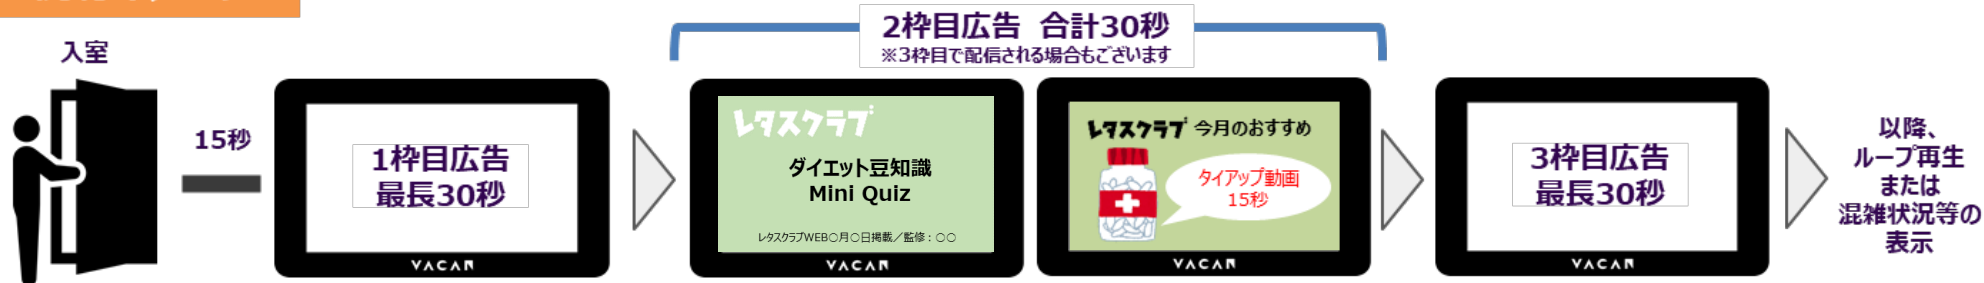 入室
15秒
1枠目広告
最長30秒
VACAN
2枠目広告 合計30秒
※3枠目で配信される場合もございます
レタスクラブ
ダイエット豆知識
Mini Quiz
レタスクラブWEB○月○日掲載／監修：○○
VACAN
レタスクラブ 今月のおすすめ
タイアップ動画
15秒
VACAN
3枠目広告
最長30秒
VACAN
以降、
ループ再生
または
混雑状況等の
表示